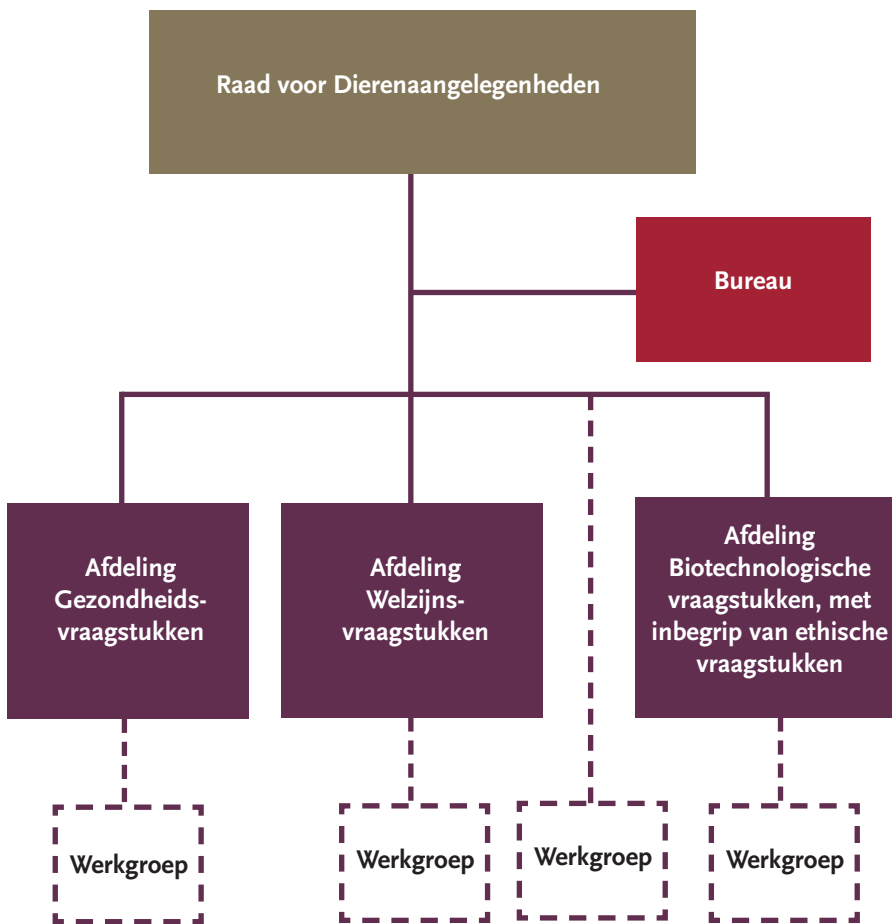 Raad voor Dierenaangelegenheden
Bureau
Afdeling
Gezondheids-
vraagstukken
Afdeling
Welzijns-
vraagstukken
Afdeling
Biotechnologische
vraagstukken, met
inbegrip van ethische
vraagstukken
Werkgroep
Werkgroep
Werkgroep
Werkgroep